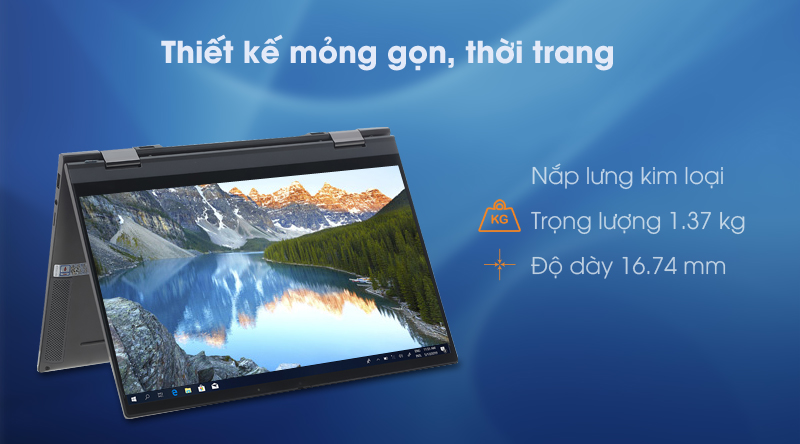 Thiết kế mỏng gọn, thời trang
Nắp lưng kim loại
KG
Trọng lượng 1.37 kg
Độ dày 16.74 mm